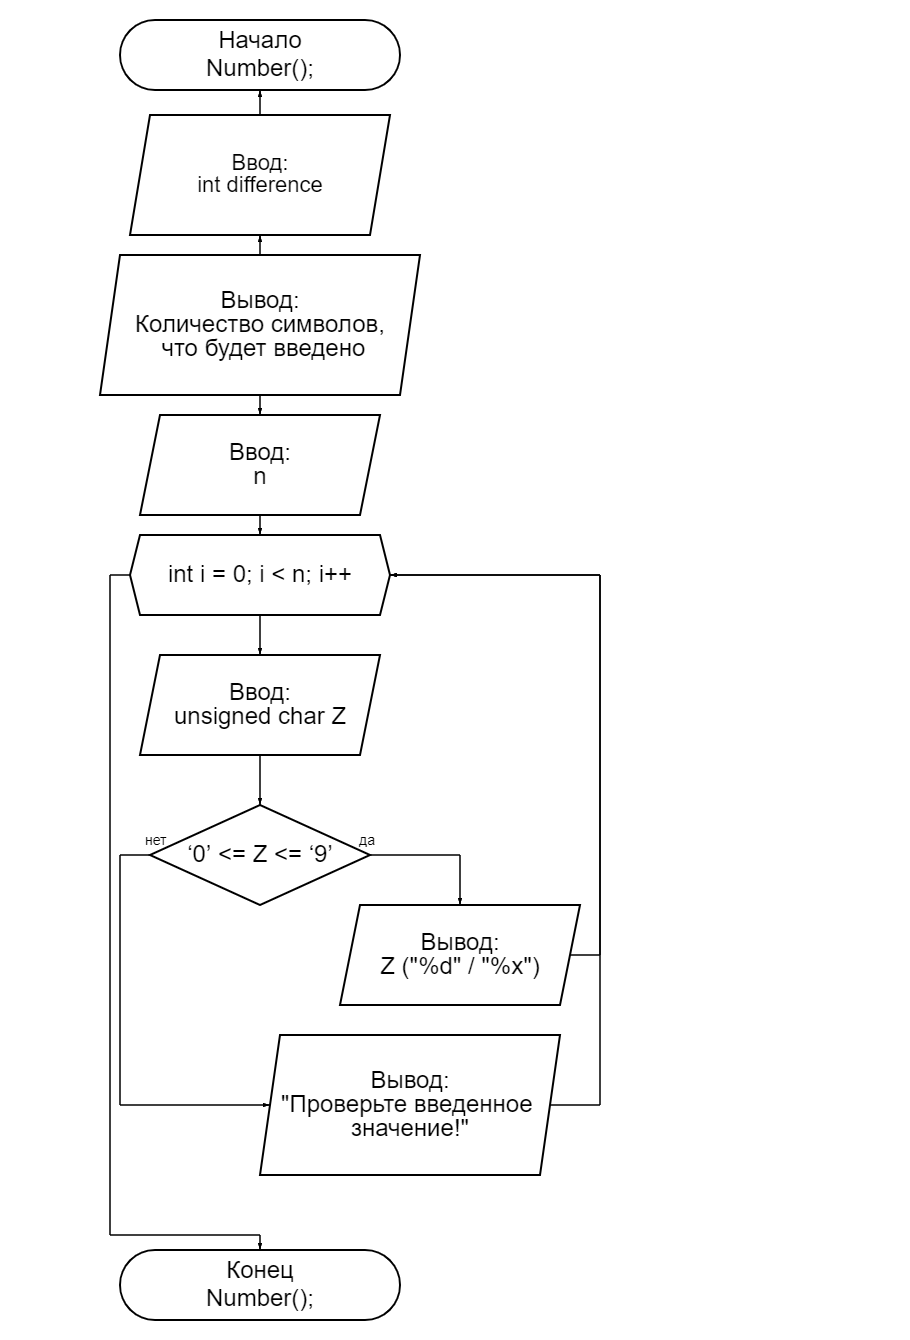 Начало
Number();
Ввод:
int difference
Вывод:
Количество символов,
что будет введено
Ввод:
n
int i = 0; i < n; i++
Ввод:
unsigned char Z
нет
‘0’ <= Z <= ‘9’
да
Вывод:
Z ("%d" / "%x")
Вывод:
"Проверьте введенное
значение!"
Конец
Number();